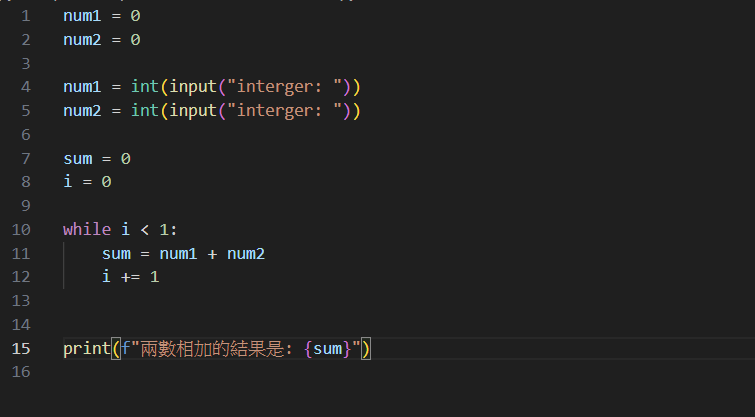 1 num1 = 0
2 num2 = 0
3
4 num1 = int(input("interger: "))
5 num2 = int(input("interger: "))
6
7 sum = 0
8 i = 0
9
10 while i < 1:
11     sum = num1 + num2
12     i += 1
13
14
15 print(f"兩數相加的結果是: {sum}")
16